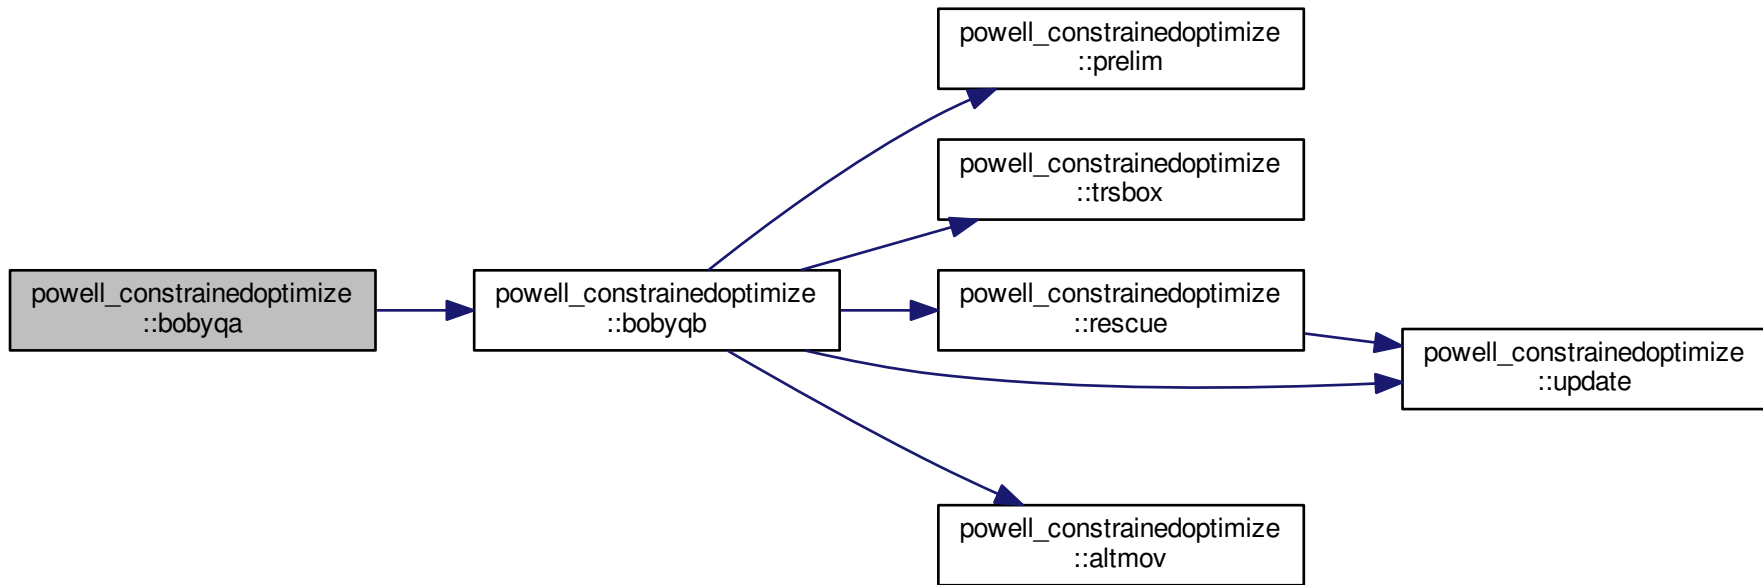 powell_constrainedoptimize
::prelim
powell_constrainedoptimize
::trsbox
powell_constrainedoptimize
::bobyqa
powell_constrainedoptimize
::bobyqb
powell_constrainedoptimize
::rescue
powell_constrainedoptimize
::update
powell_constrainedoptimize
::altmov